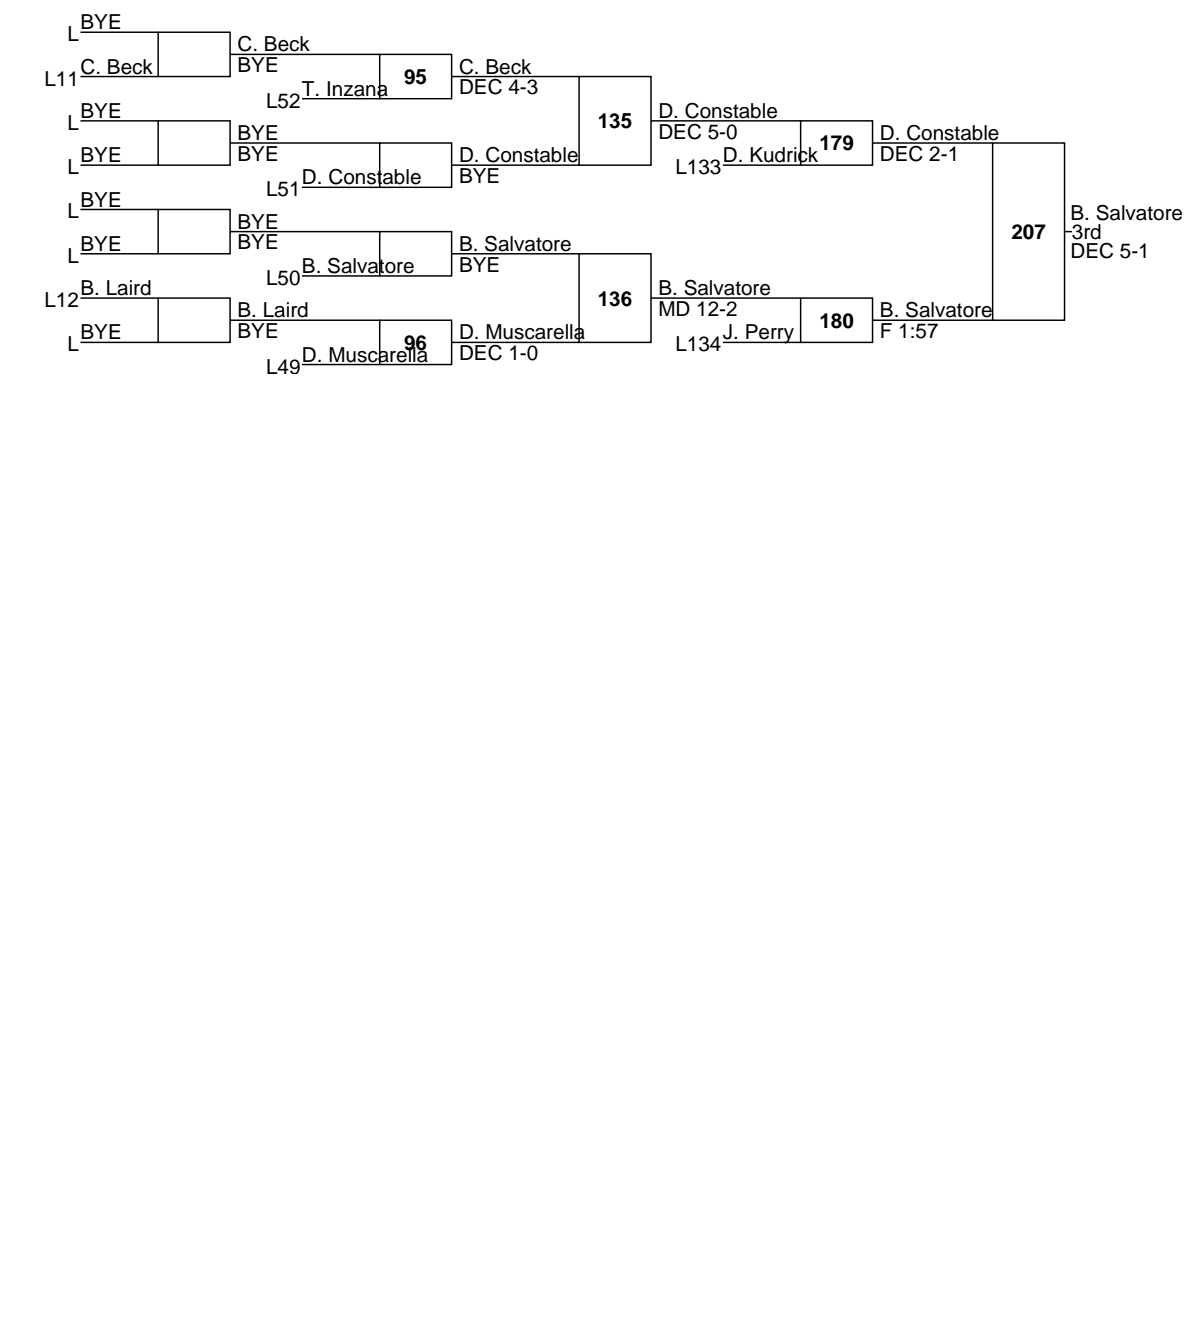 BYE
L
C. Beck
BYE
C. Beck
L11
95
C. Beck
DEC 4-3
T. Inzana
L52
BYE
L
135
D. Constable
DEC 5-0
BYE
BYE
BYE
L
179
D. Constable
DEC 2-1
D. Kudrick
L133
D. Constable
BYE
D. Constable
L51
BYE
L
BYE
BYE
BYE
L
207
B. Salvatore
3rd
DEC 5-1
B. Salvatore
BYE
B. Salvatore
L50
B. Laird
L12
136
B. Salvatore
MD 12-2
B. Laird
BYE
BYE
L
180
B. Salvatore
F 1:57
J. Perry
L134
96
D. Muscarella
DEC 1-0
D. Muscarella
L49